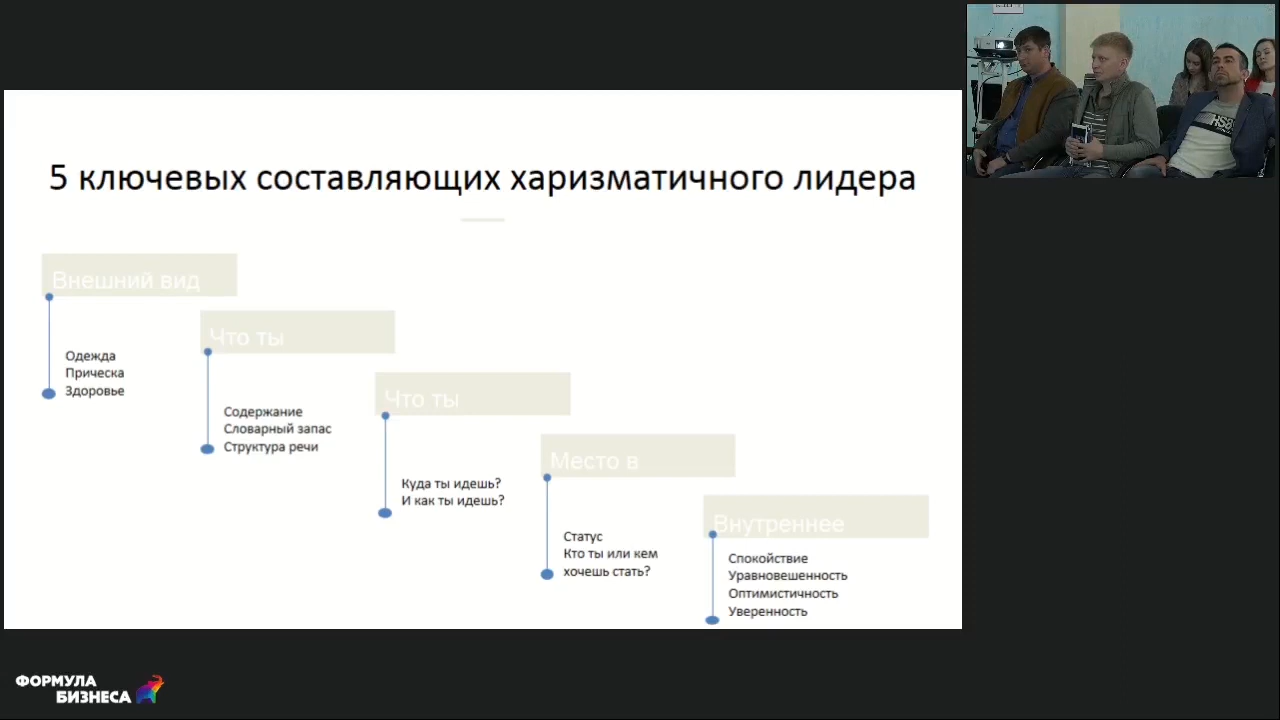 5 ключевых составляющих харизматичного лидера
Внешний вид
Одежда
Прическа
Здоровье
Что ты
Содержание
Словарный запас
Структура речи
Что ты
Куда ты идешь?
И как ты идешь?
Место в
Статус
Кто ты или кем
хочешь стать?
Внутреннее
Спокойствие
Уравновешенность
Оптимистичность
Уверенность
ФОРМУЛА
БИЗНЕСА